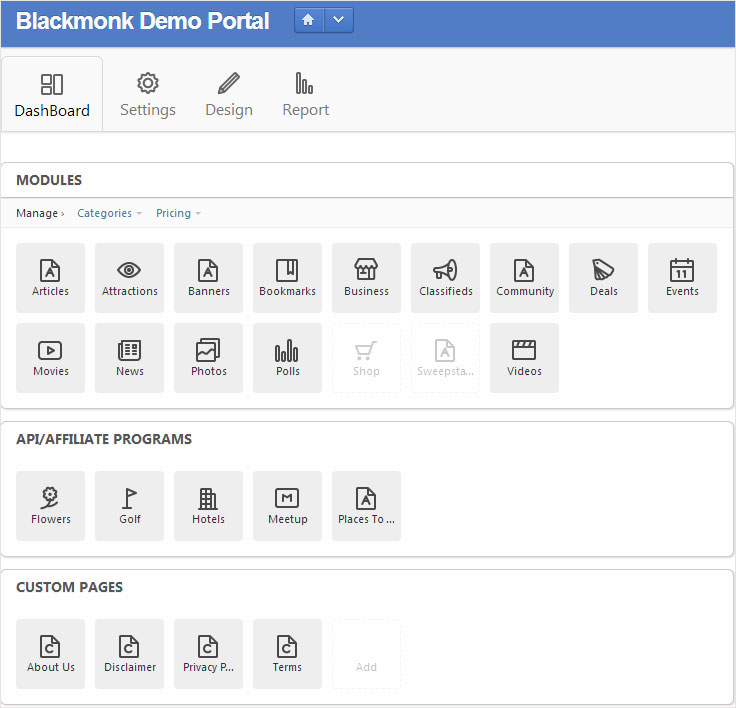 Blackmonk Demo Portal
DashBoard Settings Design Report
MODULES
Manage › Categories Pricing
Articles Attractions Banners Bookmarks Business Classifieds Community Deals Events
Movies News Photos Polls Shop Sweepsta... Videos
API/AFFILIATE PROGRAMS
Flowers Golf Hotels Meetup Places To ...
CUSTOM PAGES
About Us Disclaimer Privacy P... Terms Add